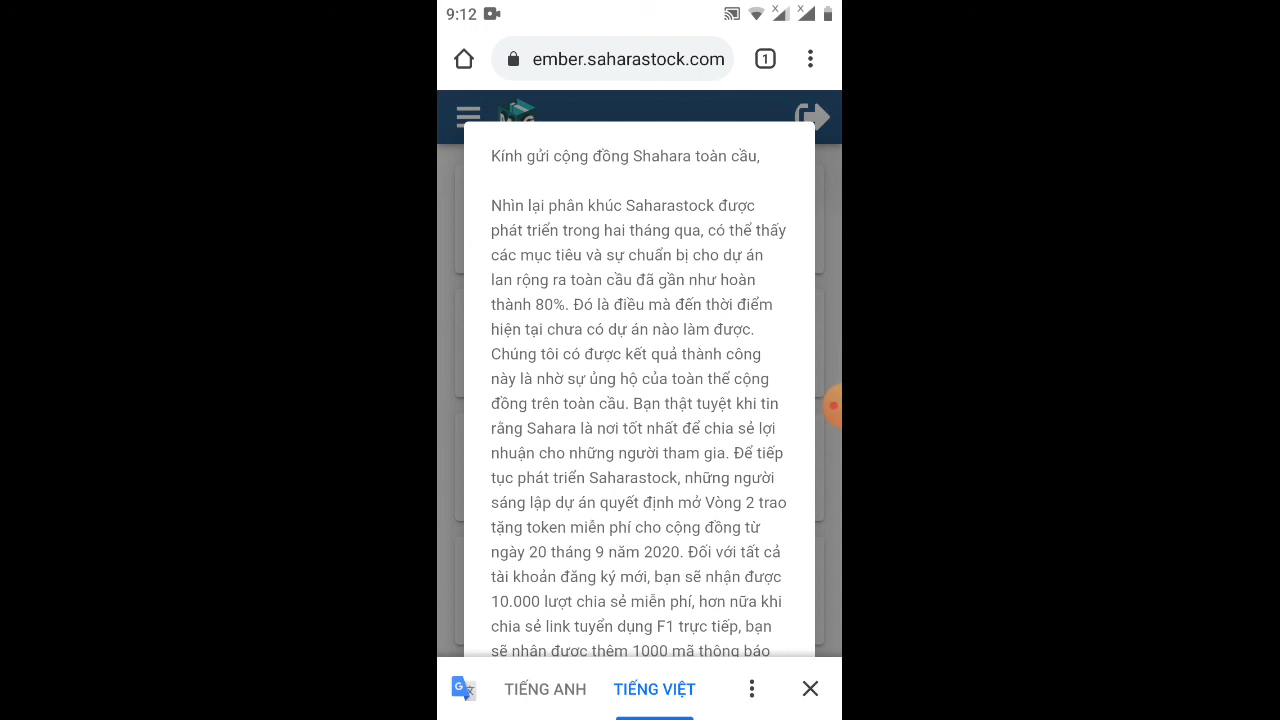 9:12
ember.saharastock.com
1
Kính gửi cộng đồng Shahara toàn cầu,
Nhìn lại phân khúc Saharastock được
phát triển trong hai tháng qua, có thể thấy
các mục tiêu và sự chuẩn bị cho dự án
lan rộng ra toàn cầu đã gần như hoàn
thành 80%. Đó là điều mà đến thời điểm
hiện tại chưa có dự án nào làm được.
Chúng tôi có được kết quả thành công
này là nhờ sự ủng hộ của toàn thể cộng
đồng trên toàn cầu. Bạn thật tuyệt khi tin
rằng Sahara là nơi tốt nhất để chia sẻ lợi
nhuận cho những người tham gia. Để tiếp
tục phát triển Saharastock, những người
sáng lập dự án quyết định mở Vòng 2 trao
tặng token miễn phí cho cộng đồng từ
ngày 20 tháng 9 năm 2020. Đối với tất cả
tài khoản đăng ký mới, bạn sẽ nhận được
10.000 lượt chia sẻ miễn phí, hơn nữa khi
chia sẻ link tuyển dụng F1 trực tiếp, bạn
sẽ nhận được thêm 1000 mã thông báo
TIẾNG ANH
TIẾNG VIỆT